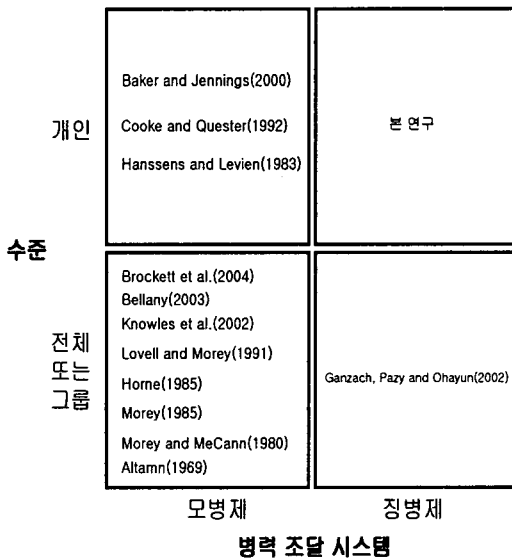 Baker and Jennings(2000)
개인
Cooke and Quester(1992)
본 연구
Hanssens and Levien(1983)
수준
Brockett et al.(2004)
Bellany(2003)
Knowles et al.(2002)
전체
또는
그룹
Lovell and Morey(1991)
Horne(1985)
Morey(1985)
Morey and MeCann(1980)
Altamn(1969)
Ganzach, Pazy and Ohayun(2002)
모병제
징병제
병력 조달 시스템